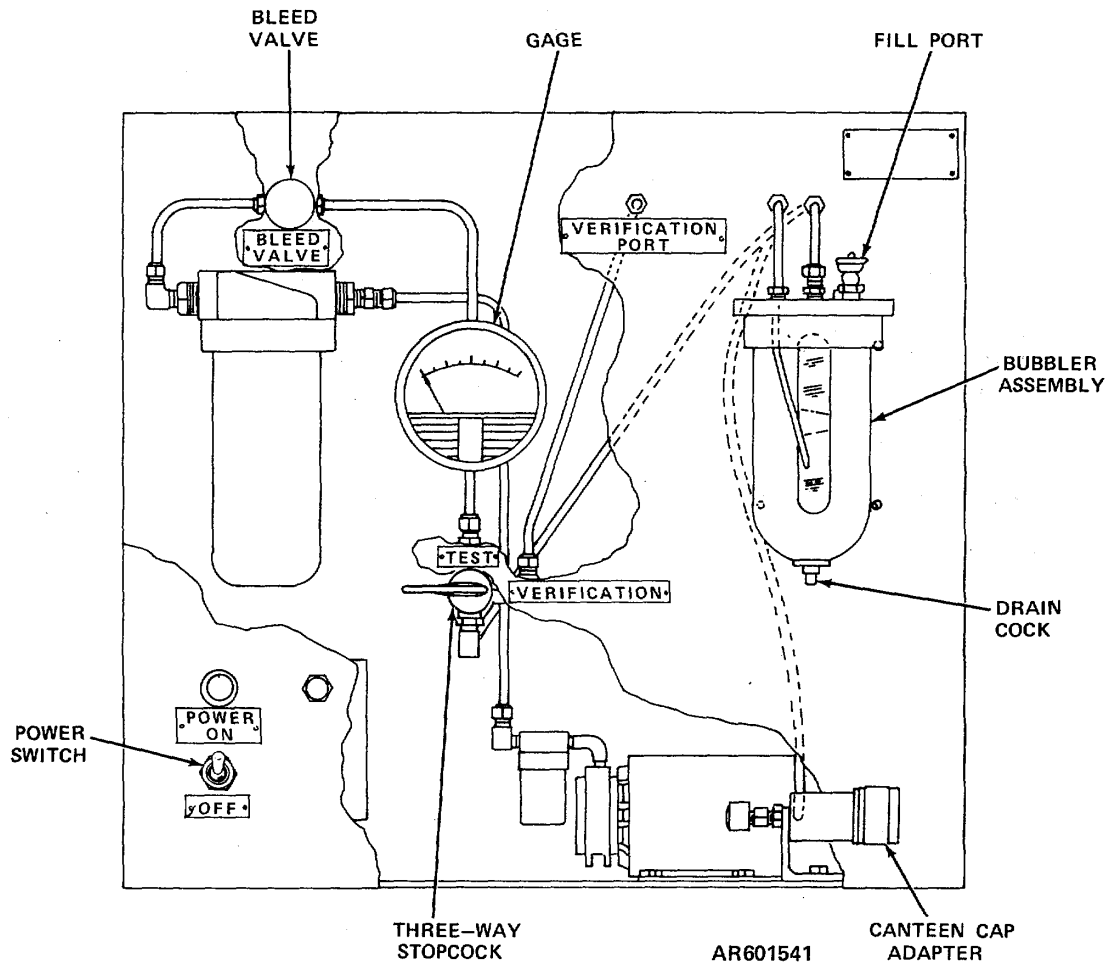 BLEED
VALVE
GAGE
FILL PORT
BLEED
VALVE
VERIFICATION
PORT
BUBBLER
ASSEMBLY
TEST
VERIFICATION
DRAIN
COCK
POWER
ON
POWER
SWITCH
OFF
THREE-WAY
STOPCOCK
AR601541
CANTEEN CAP
ADAPTER